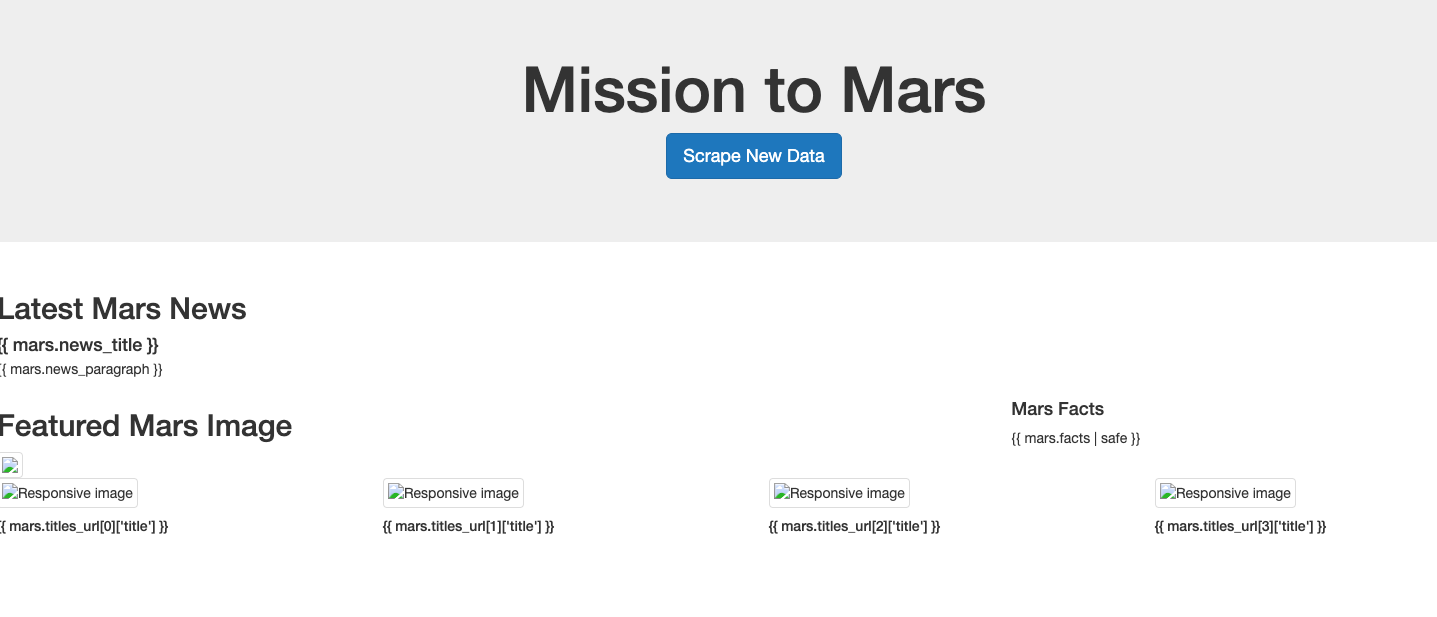 Mission to Mars
Scrape New Data
Latest Mars News
{{ mars.news_title }}
{{ mars.news_paragraph }}
Featured Mars Image
Mars Facts
{{ mars.facts | safe }}
Responsive image
Responsive image
Responsive image
Responsive image
{{ mars.titles_url[0]['title'] }}
{{ mars.titles_url[1]['title'] }}
{{ mars.titles_url[2]['title'] }}
{{ mars.titles_url[3]['title'] }}